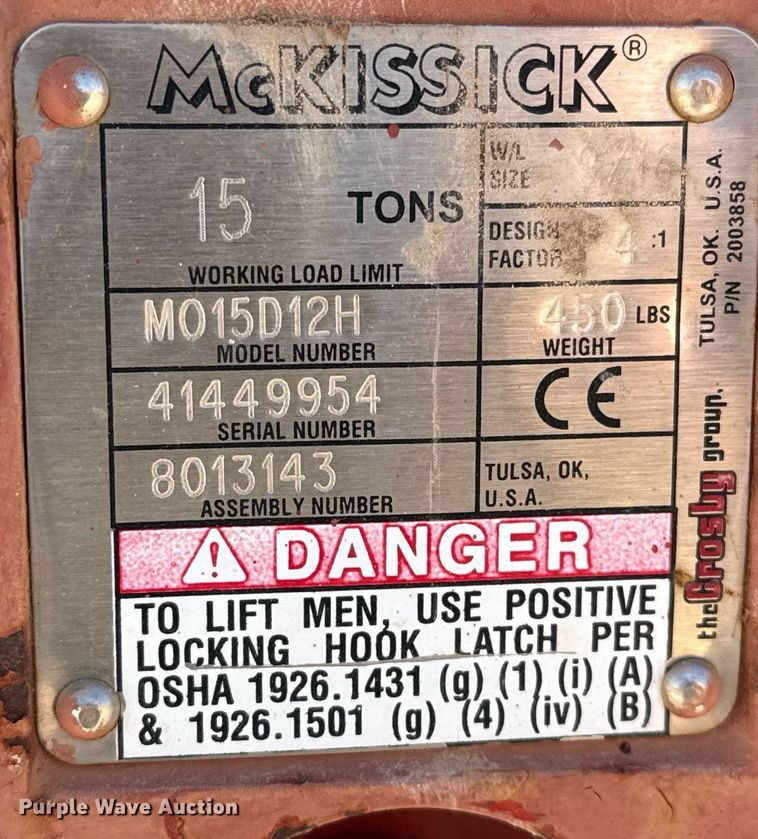 McKISSICK®
15 TONS
WORKING LOAD LIMIT
W/L
SIZE
DESIGN
FACTOR 4 :1
MO15D12H
MODEL NUMBER
450 LBS
WEIGHT
41449954
SERIAL NUMBER
CE
8013143
ASSEMBLY NUMBER
TULSA, OK,
U.S.A.
DANGER
TO LIFT MEN, USE POSITIVE
LOCKING HOOK LATCH PER
OSHA 1926.1431 (g) (1) (i) (A)
& 1926.1501 (g) (4) (iv) (B)
the Crosby group. TULSA, OK. U.S.A.
P/N 2003858
Purple Wave Auction